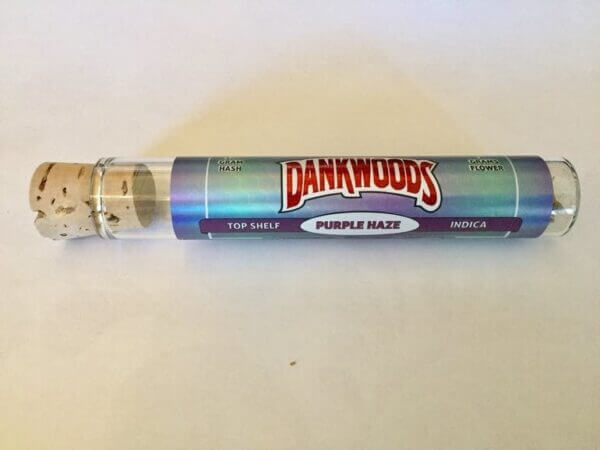 GRAM
HASH
DANKWOODS
GRAMS
FLOWER
TOP SHELF
PURPLE HAZE
INDICA